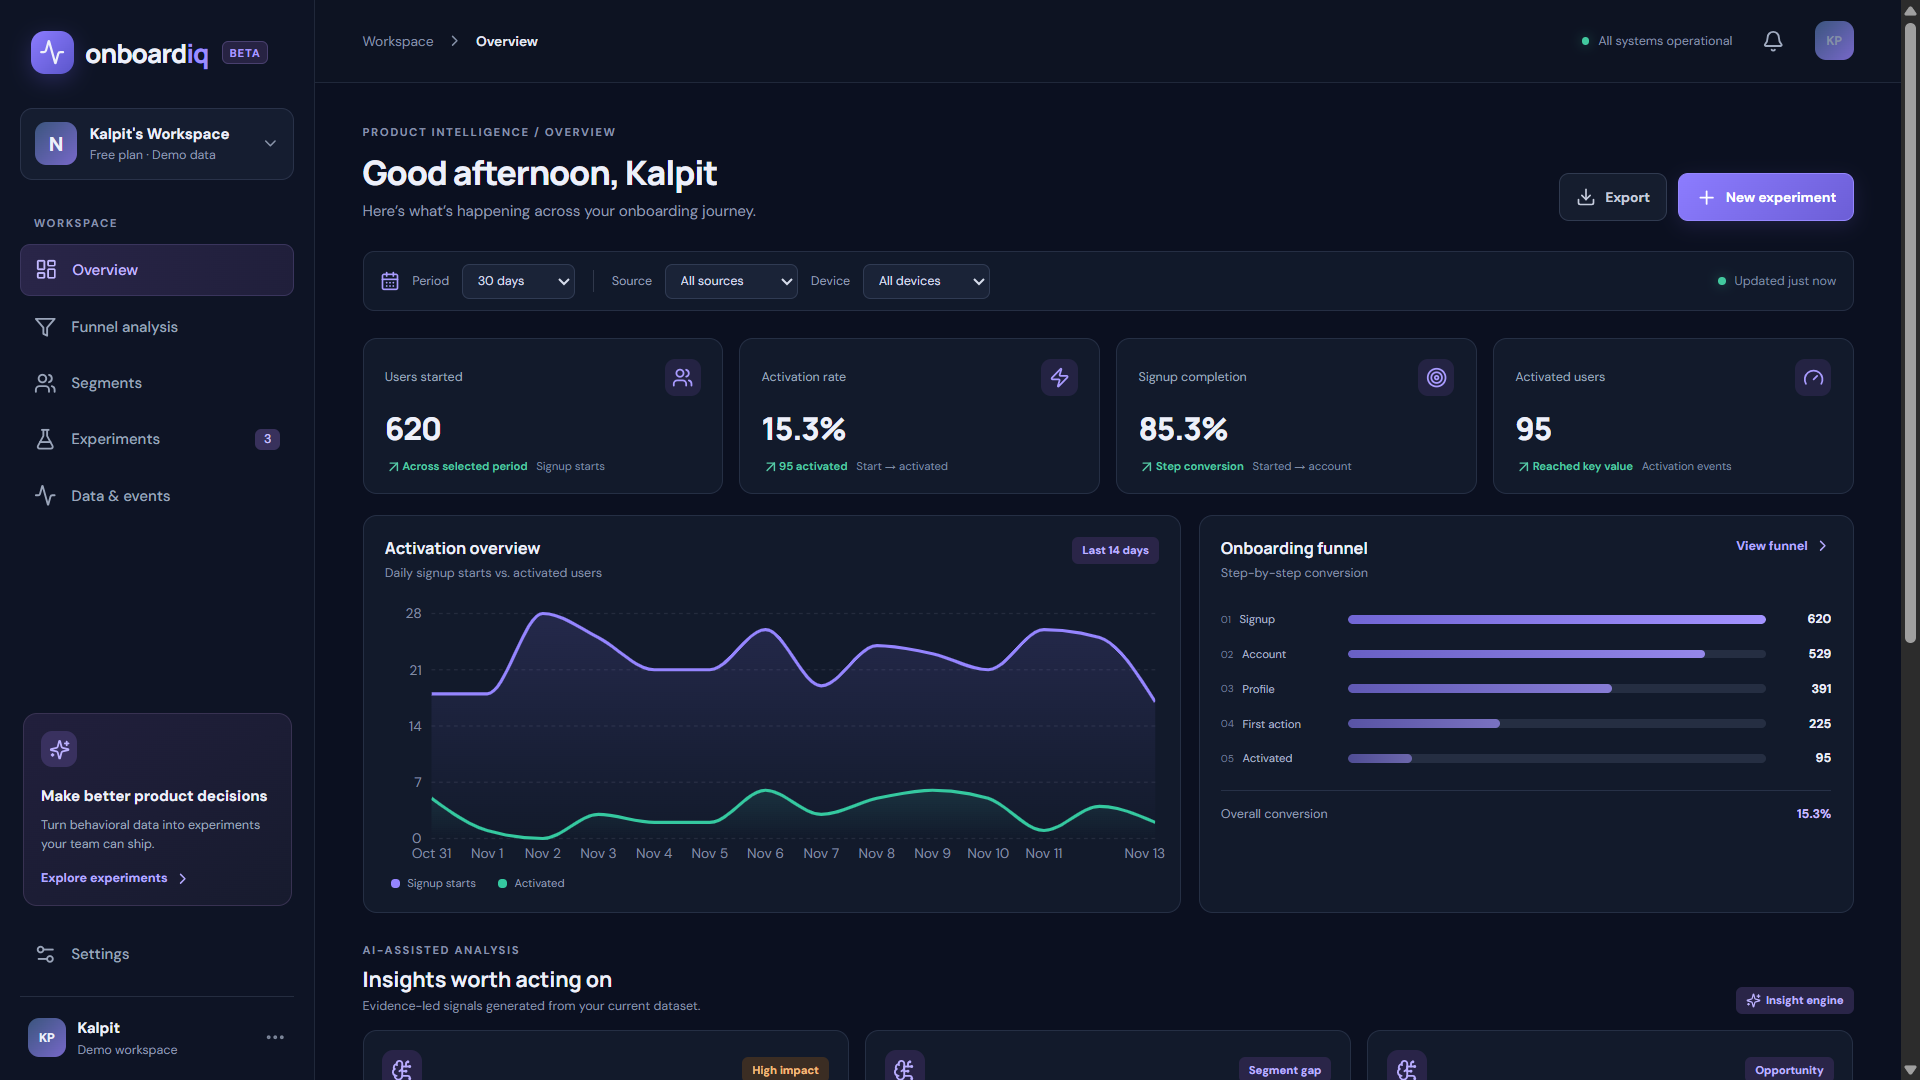 onboardiq BETA
N
Kalpit's Workspace
Free plan · Demo data
WORKSPACE
Overview
Funnel analysis
Segments
Experiments 3
Data & events
Make better product decisions
Turn behavioral data into experiments
your team can ship.
Explore experiments
Settings
KP
Kalpit
Demo workspace
Workspace Overview
All systems operational
KP
PRODUCT INTELLIGENCE / OVERVIEW
Good afternoon, Kalpit
Here's what's happening across your onboarding journey.
Export
New experiment
Period 30 days Source All sources Device All devices
Updated just now
Users started
620
Across selected period Signup starts
Activation rate
15.3%
95 activated Start → activated
Signup completion
85.3%
Step conversion Started → account
Activated users
95
Reached key value Activation events
Activation overview
Last 14 days
Daily signup starts vs. activated users
28
21
14
7
0
Oct 31 Nov 1 Nov 2 Nov 3 Nov 4 Nov 5 Nov 6 Nov 7 Nov 8 Nov 9 Nov 10 Nov 11 Nov 13
Signup starts Activated
Onboarding funnel
View funnel
Step-by-step conversion
01 Signup 620
02 Account 529
03 Profile 391
04 First action 225
05 Activated 95
Overall conversion 15.3%
AI-ASSISTED ANALYSIS
Insights worth acting on
Evidence-led signals generated from your current dataset.
Insight engine
High impact
Segment gap
Opportunity